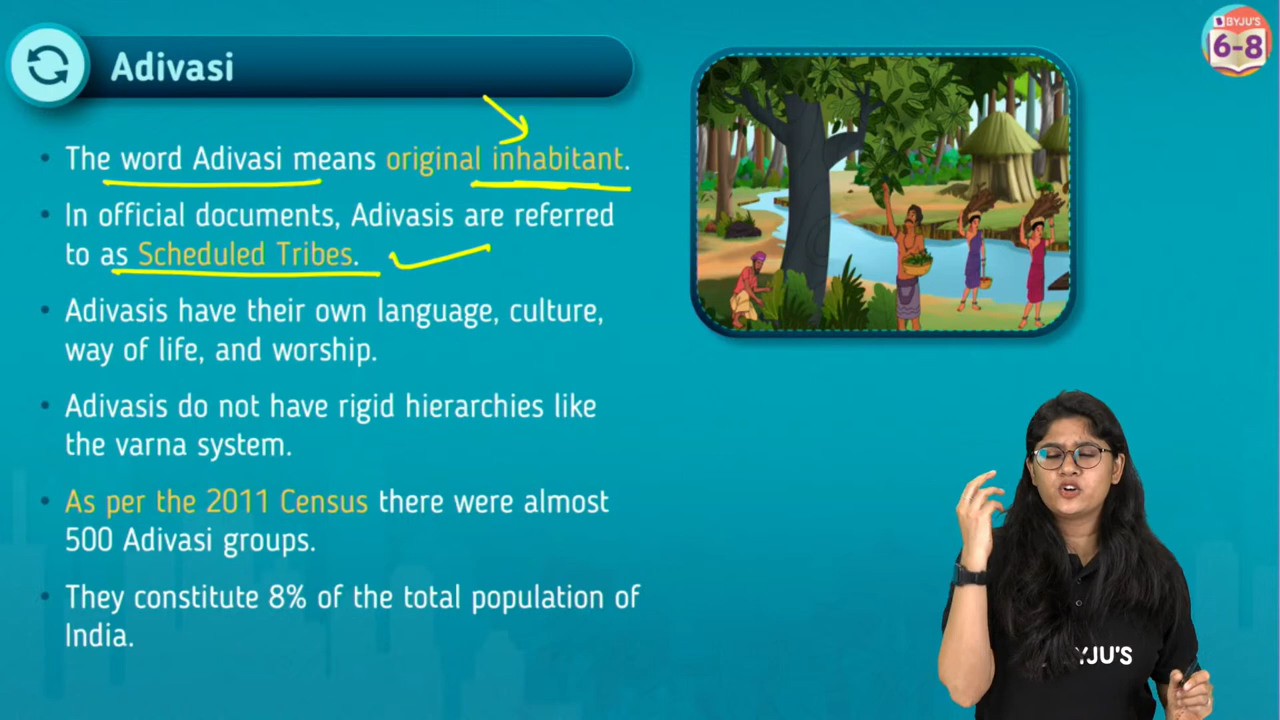 Adivasi
BYJU'S
6-8
• The word Adivasi means original inhabitant.
• In official documents, Adivasis are referred
to as Scheduled Tribes.
• Adivasis have their own language, culture,
way of life, and worship.
• Adivasis do not have rigid hierarchies like
the varna system.
• As per the 2011 Census there were almost
500 Adivasi groups.
• They constitute 8% of the total population of
India.
YJU'S